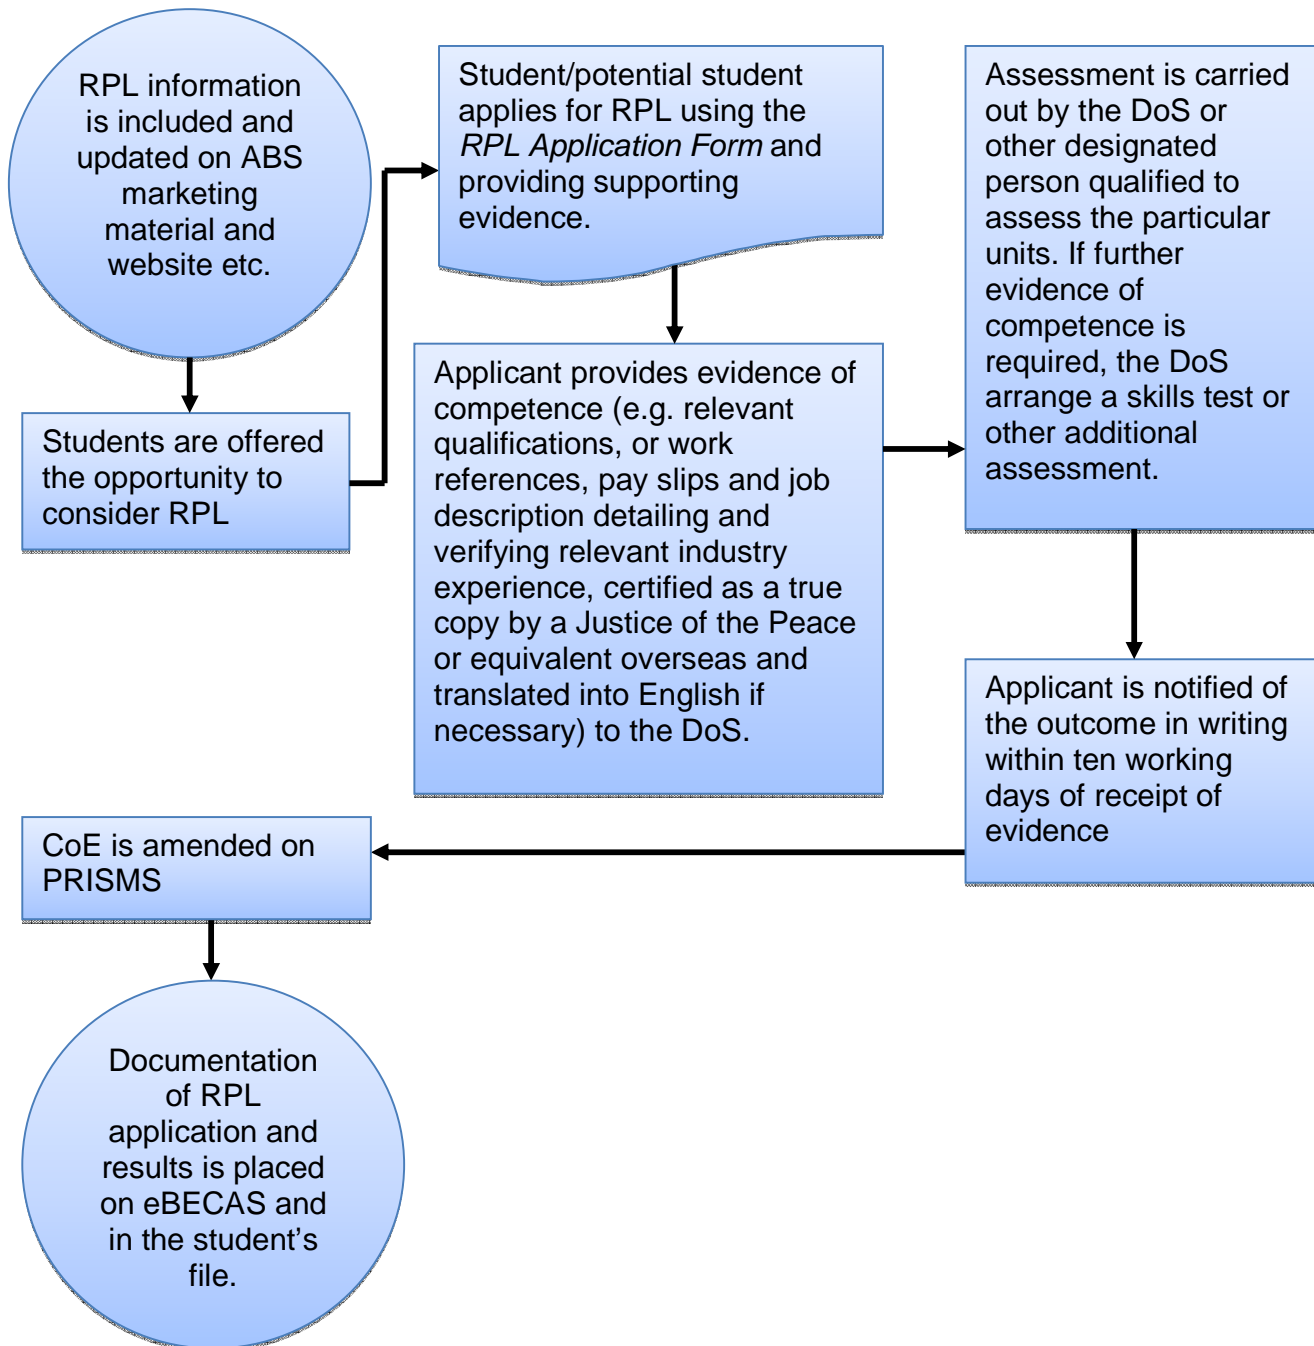 RPL information
is included and
updated on ABS
marketing
material and
website etc.
Students are offered
the opportunity to
consider RPL
Student/potential student
applies for RPL using the
RPL Application Form and
providing supporting
evidence.
Applicant provides evidence of
competence (e.g. relevant
qualifications, or work
references, pay slips and job
description detailing and
verifying relevant industry
experience, certified as a true
copy by a Justice of the Peace
or equivalent overseas and
translated into English if
necessary) to the DoS.
Assessment is carried
out by the DoS or
other designated
person qualified to
assess the particular
units. If further
evidence of
competence is
required, the DoS
arrange a skills test or
other additional
assessment.
Applicant is notified of
the outcome in writing
within ten working
days of receipt of
evidence
CoE is amended on
PRISMS
Documentation
of RPL
application and
results is placed
on eBECAS and
in the student’s
file.